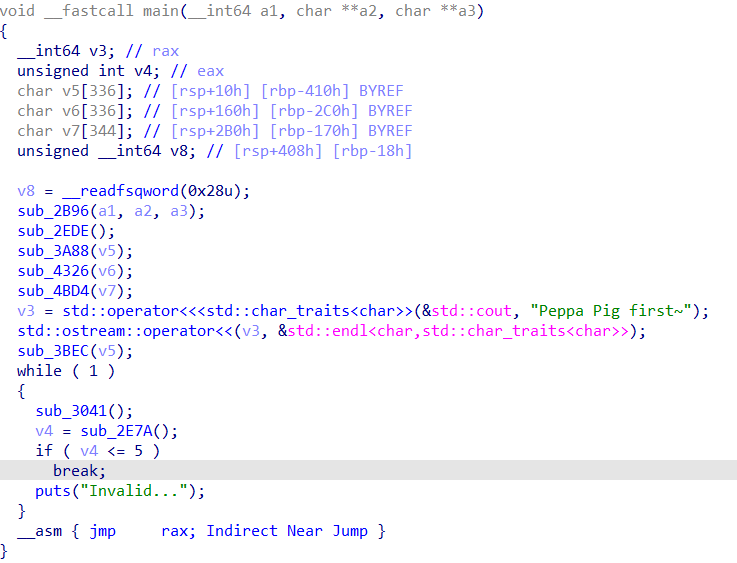 void __fastcall main(__int64 a1, char **a2, char **a3)
{
  __int64 v3; // rax
  unsigned int v4; // eax
  char v5[336]; // [rsp+10h] [rbp-410h] BYREF
  char v6[336]; // [rsp+160h] [rbp-2C0h] BYREF
  char v7[344]; // [rsp+2B0h] [rbp-170h] BYREF
  unsigned __int64 v8; // [rsp+408h] [rbp-18h]

  v8 = __readfsqword(0x28u);
  sub_2B96(a1, a2, a3);
  sub_2EDE();
  sub_3A88(v5);
  sub_4326(v6);
  sub_4BD4(v7);
  v3 = std::operator<<<std::char_traits<char>>(&std::cout, "Peppa Pig first~");
  std::ostream::operator<<(v3, &std::endl<char,std::char_traits<char>>);
  sub_3BEC(v5);
  while ( 1 )
  {
    sub_3041();
    v4 = sub_2E7A();
    if ( v4 <= 5 )
      break;
    puts("Invalid...");
  }
  __asm { jmp     rax; Indirect Near Jump }
}